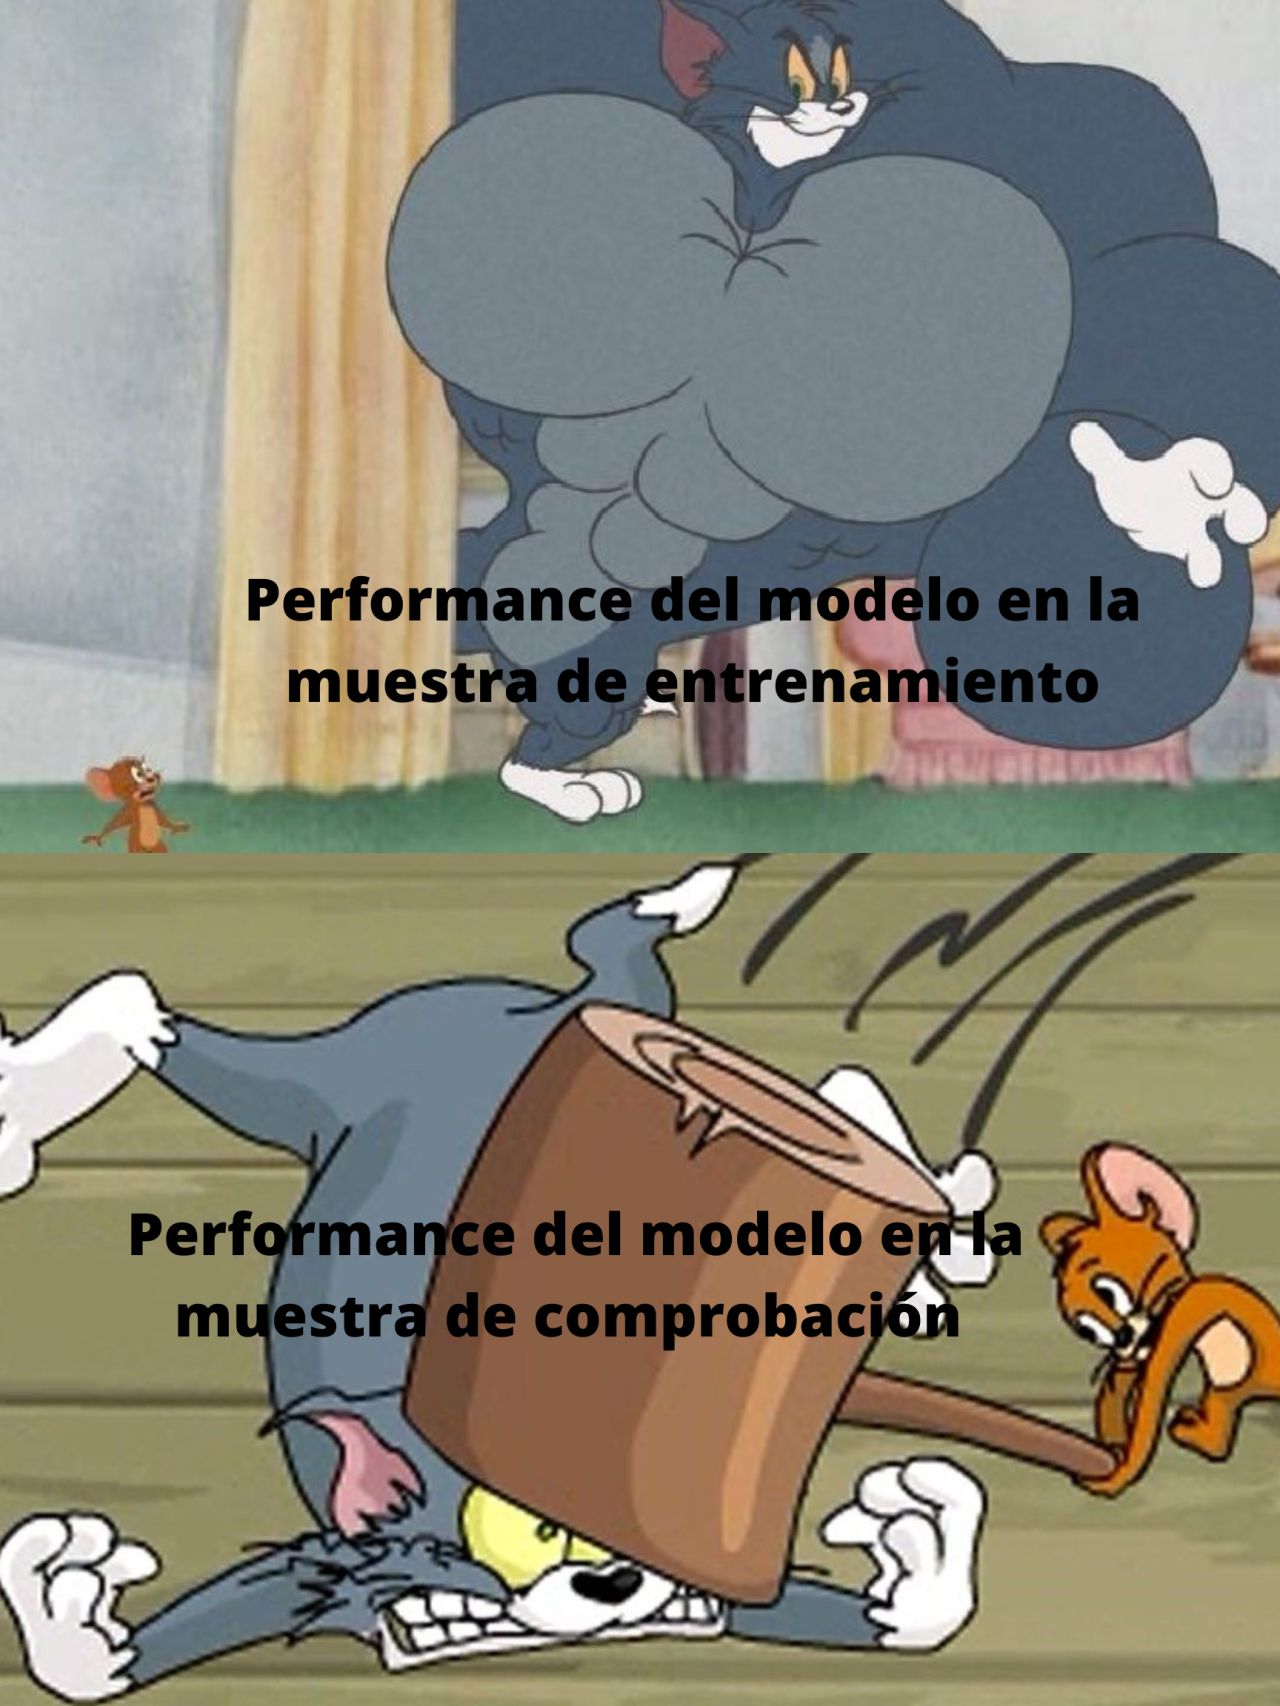 Performance del modelo en la
muestra de entrenamiento
Performance del modelo en la
muestra de comprobación